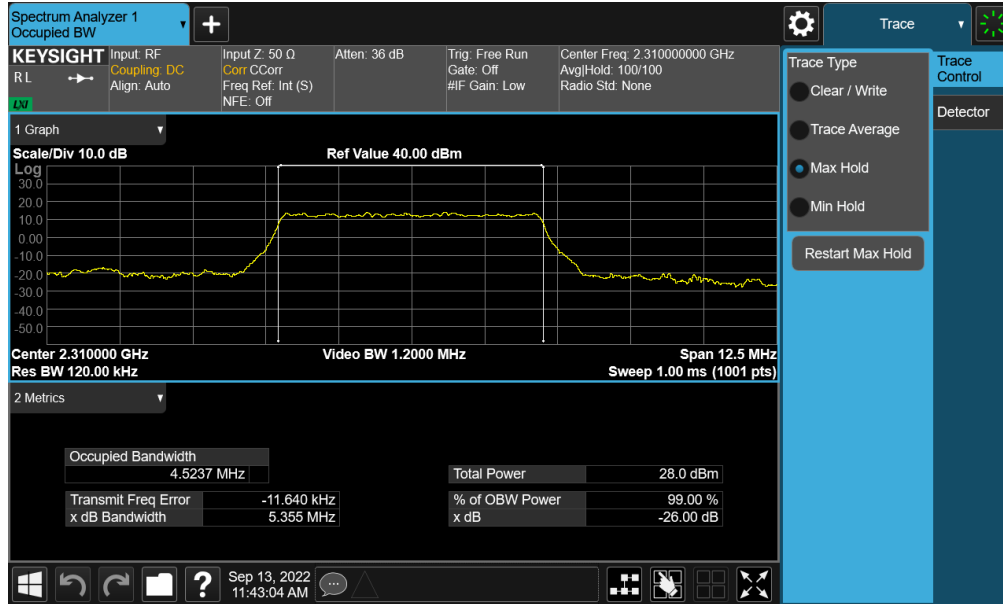 Spectrum Analyzer 1
Occupied BW
+
Trace
KEYSIGHT
R L
LXI
Input: RF
Coupling: DC
Align: Auto
Input Z: 50 Ω
Corr CCorr
Freq Ref: Int (S)
NFE: Off
Atten: 36 dB
Trig: Free Run
Gate: Off
#IF Gain: Low
Center Freq: 2.310000000 GHz
Avg|Hold: 100/100
Radio Std: None
1 Graph
Scale/Div 10.0 dB
Ref Value 40.00 dBm
Log
30.0
20.0
10.0
0.00
-10.0
-20.0
-30.0
-40.0
-50.0
Center 2.310000 GHz
Video BW 1.2000 MHz
Span 12.5 MHz
Res BW 120.00 kHz
Sweep 1.00 ms (1001 pts)
2 Metrics
Occupied Bandwidth
4.5237 MHz
Total Power 28.0 dBm
Transmit Freq Error -11.640 kHz
% of OBW Power 99.00 %
x dB Bandwidth 5.355 MHz
x dB -26.00 dB
?
Sep 13, 2022
11:43:04 AM
Trace Type
Clear / Write
Trace Average
Max Hold
Min Hold
Restart Max Hold
Trace
Control
Detector